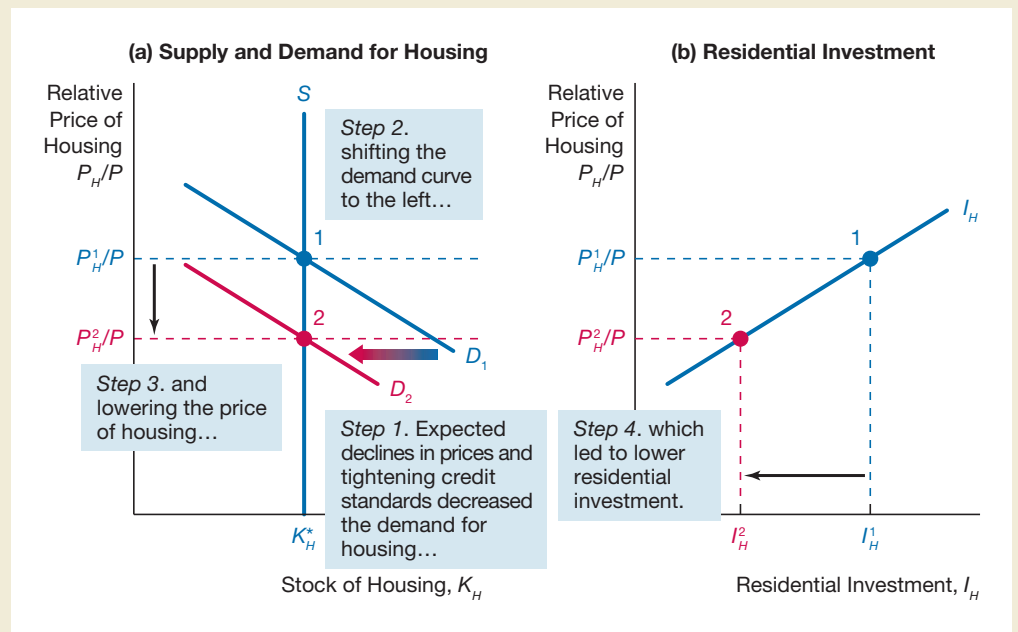 (a) Supply and Demand for Housing
Relative
Price of
Housing
P_H/P
S
Step 2.
shifting the
demand curve
to the left…
1
P¹_H/P
2
P²_H/P
D₁
D₂
Step 3. and
lowering the price
of housing…
Step 1. Expected
declines in prices and
tightening credit
standards decreased
the demand for
housing…
K*_H
Stock of Housing, K_H
(b) Residential Investment
Relative
Price of
Housing
P_H/P
I_H
1
P¹_H/P
2
P²_H/P
Step 4. which
led to lower
residential
investment.
I²_H
I¹_H
Residential Investment, I_H